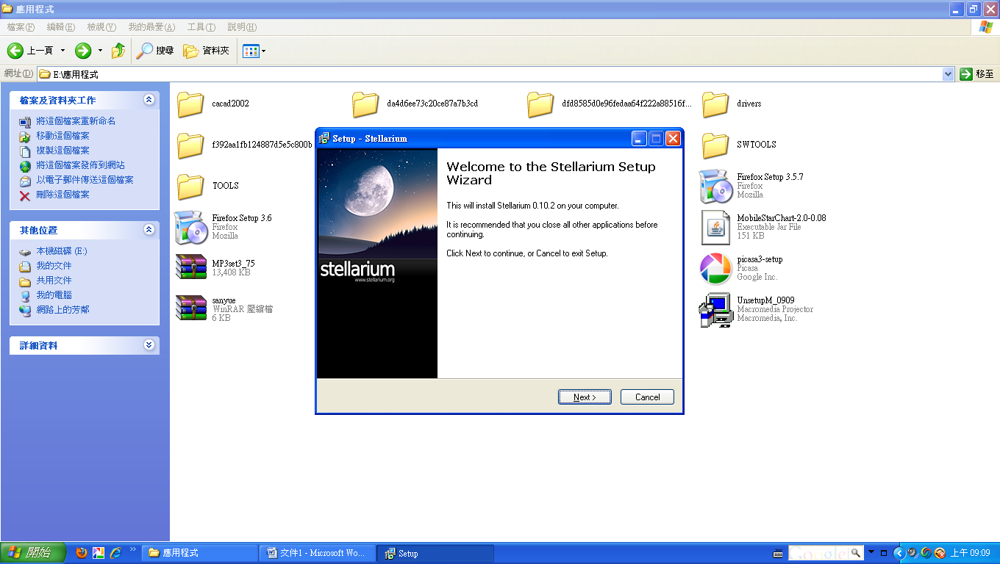 應用程式
檔案(F) 編輯(E) 檢視(V) 我的最愛(A) 工具(T) 說明(H)
上一頁 搜尋 資料夾
網址(D) E:\應用程式 移至
檔案及資料夾工作
將這個檔案重新命名
移動這個檔案
複製這個檔案
將這個檔案發佈到網站
以電子郵件傳送這個檔案
刪除這個檔案
其他位置
本機磁碟 (E:)
我的文件
共用文件
我的電腦
網路上的芳鄰
詳細資料
cacad2002
da4d6ee73c20ce87a7b3cd
dfd8585d0e96fedaa64f222a88516f...
drivers
f392aa1fb124887d5e5c800b
SWTOOLS
TOOLS
Firefox Setup 3.5.7
Firefox
Mozilla
Firefox Setup 3.6
Firefox
Mozilla
MobileStarChart-2.0-0.08
Executable Jar File
151 KB
MP3set3_75
13,408 KB
picasa3-setup
Picasa
Google Inc.
sanyue
WinRAR 壓縮檔
6 KB
UnsetupM_0909
Macromedia Projector
Macromedia, Inc.
Setup - Stellarium
stellarium
www.stellarium.org
Welcome to the Stellarium Setup
Wizard
This will install Stellarium 0.10.2 on your computer.
It is recommended that you close all other applications before
continuing.
Click Next to continue, or Cancel to exit Setup.
Next >
Cancel
開始
應用程式
文件1 - Microsoft Wo...
Setup
Google
上午 09:09